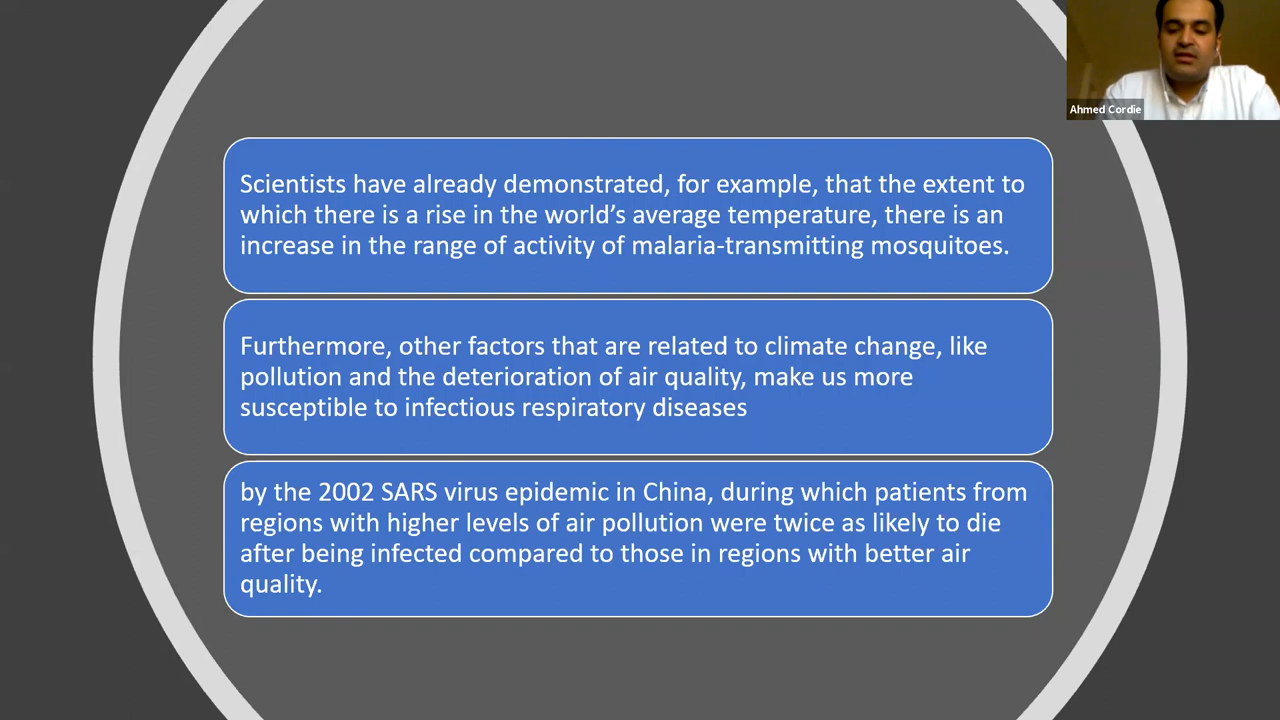 Ahmed Cordie
Scientists have already demonstrated, for example, that the extent to
which there is a rise in the world's average temperature, there is an
increase in the range of activity of malaria-transmitting mosquitoes.
Furthermore, other factors that are related to climate change, like
pollution and the deterioration of air quality, make us more
susceptible to infectious respiratory diseases
by the 2002 SARS virus epidemic in China, during which patients from
regions with higher levels of air pollution were twice as likely to die
after being infected compared to those in regions with better air
quality.